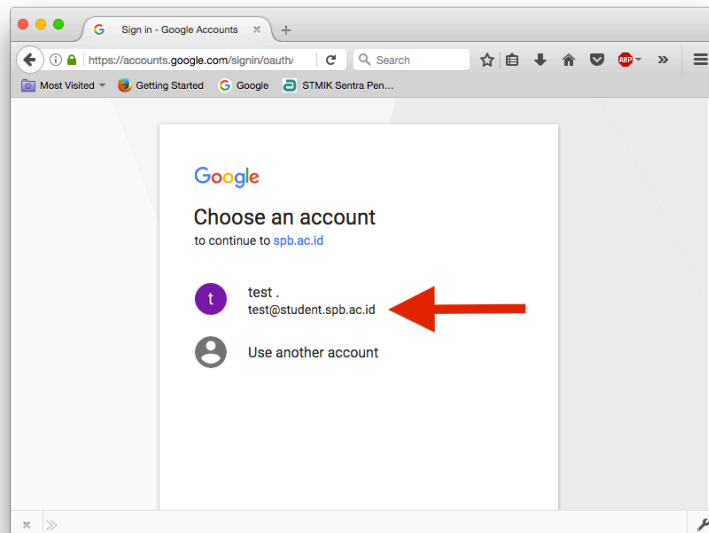 Sign in - Google Accounts
https://accounts.google.com/signin/oauth/
Search
ABP
Most Visited
Getting Started
Google
STMIK Sentra Pen...
Google
Choose an account
to continue to spb.ac.id
t
test .
test@student.spb.ac.id
Use another account